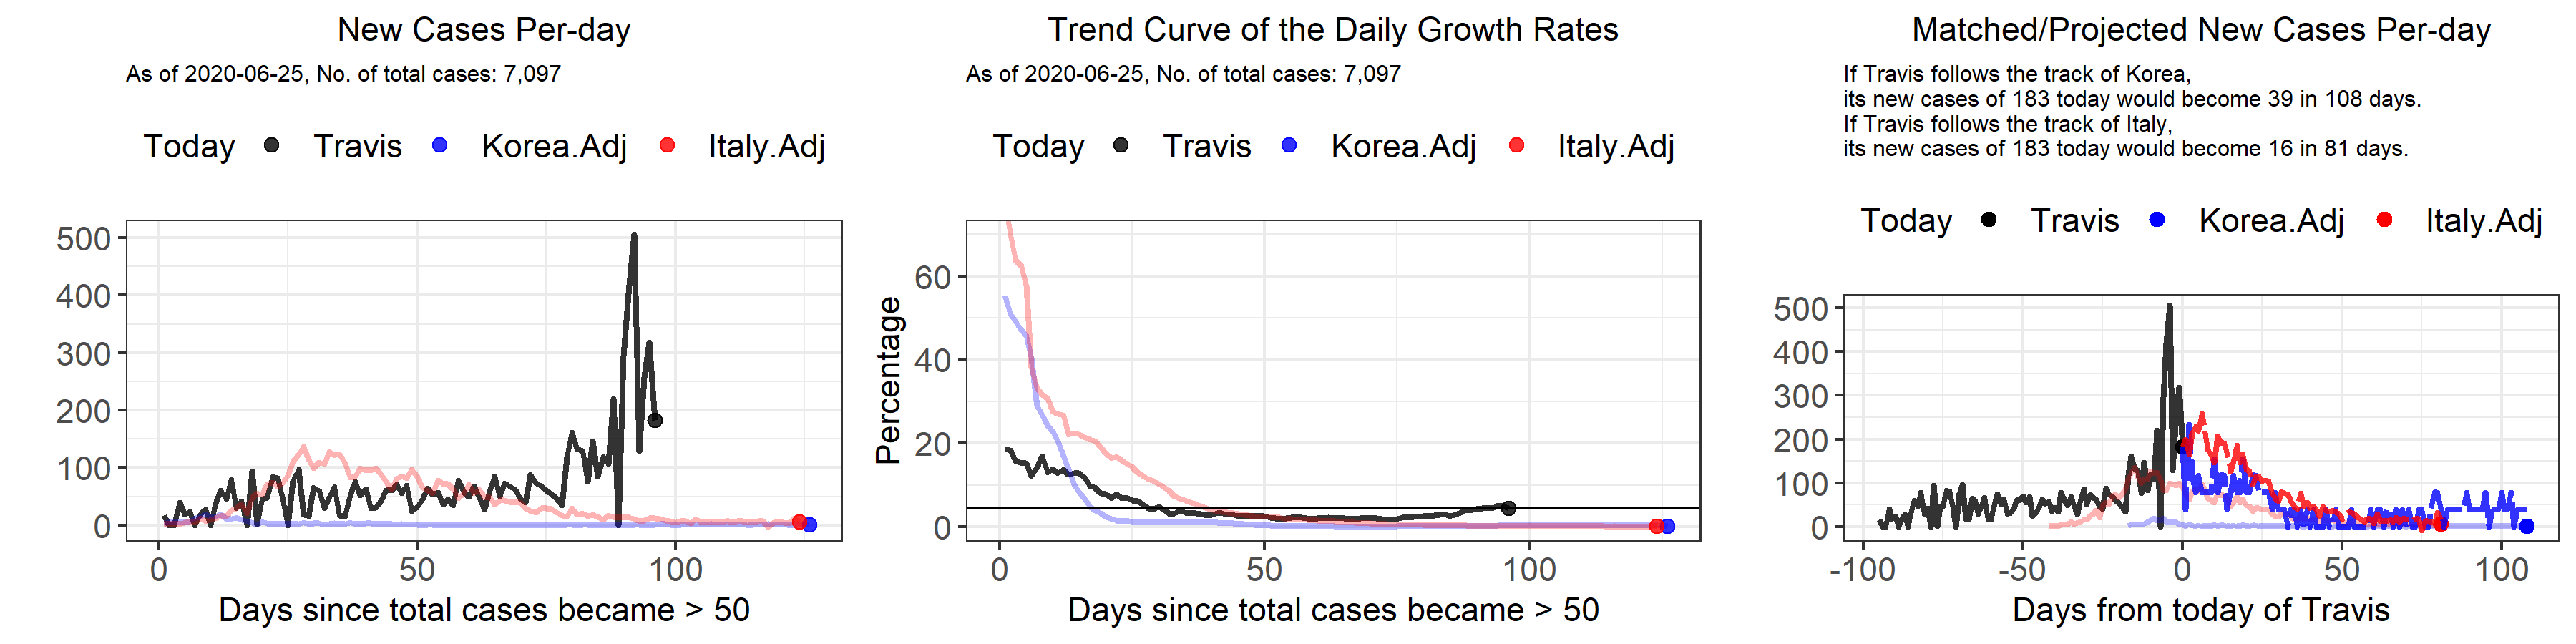 New Cases Per-day
As of 2020-06-25, No. of total cases: 7,097
Today Travis Korea.Adj Italy.Adj
500
400
300
200
100
0
0 50 100
Days since total cases became > 50
Trend Curve of the Daily Growth Rates
As of 2020-06-25, No. of total cases: 7,097
Today Travis Korea.Adj Italy.Adj
Percentage
60
40
20
0
0 50 100
Days since total cases became > 50
Matched/Projected New Cases Per-day
If Travis follows the track of Korea,
its new cases of 183 today would become 39 in 108 days.
If Travis follows the track of Italy,
its new cases of 183 today would become 16 in 81 days.
Today Travis Korea.Adj Italy.Adj
500
400
300
200
100
0
-100 -50 0 50 100
Days from today of Travis